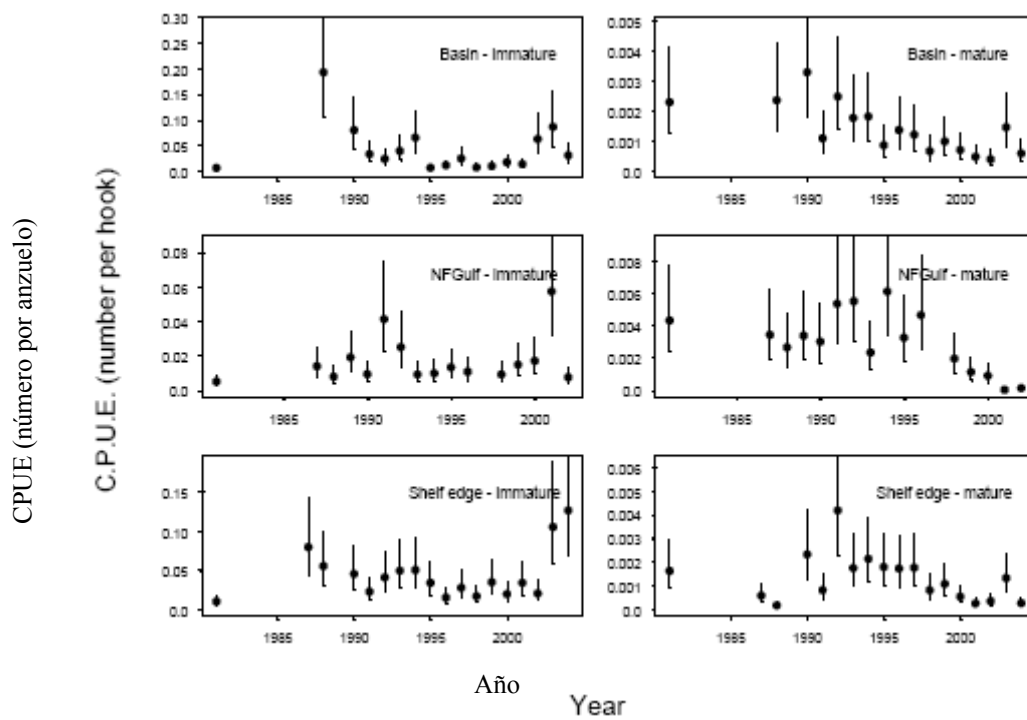 CPUE (número por anzuelo)
C.P.U.E. (number per hook)
0.30
0.25
0.20
0.15
0.10
0.05
0.0
Basin - Immature
1985 1990 1995 2000
0.005
0.004
0.003
0.002
0.001
0.0
Basin - mature
1985 1990 1995 2000
0.08
0.06
0.04
0.02
0.0
NFGulf - Immature
1985 1990 1995 2000
0.008
0.006
0.004
0.002
0.0
NFGulf - mature
1985 1990 1995 2000
0.15
0.10
0.05
0.0
Shelf edge - Immature
1985 1990 1995 2000
0.006
0.005
0.004
0.003
0.002
0.001
0.0
Shelf edge - mature
1985 1990 1995 2000
Año
Year